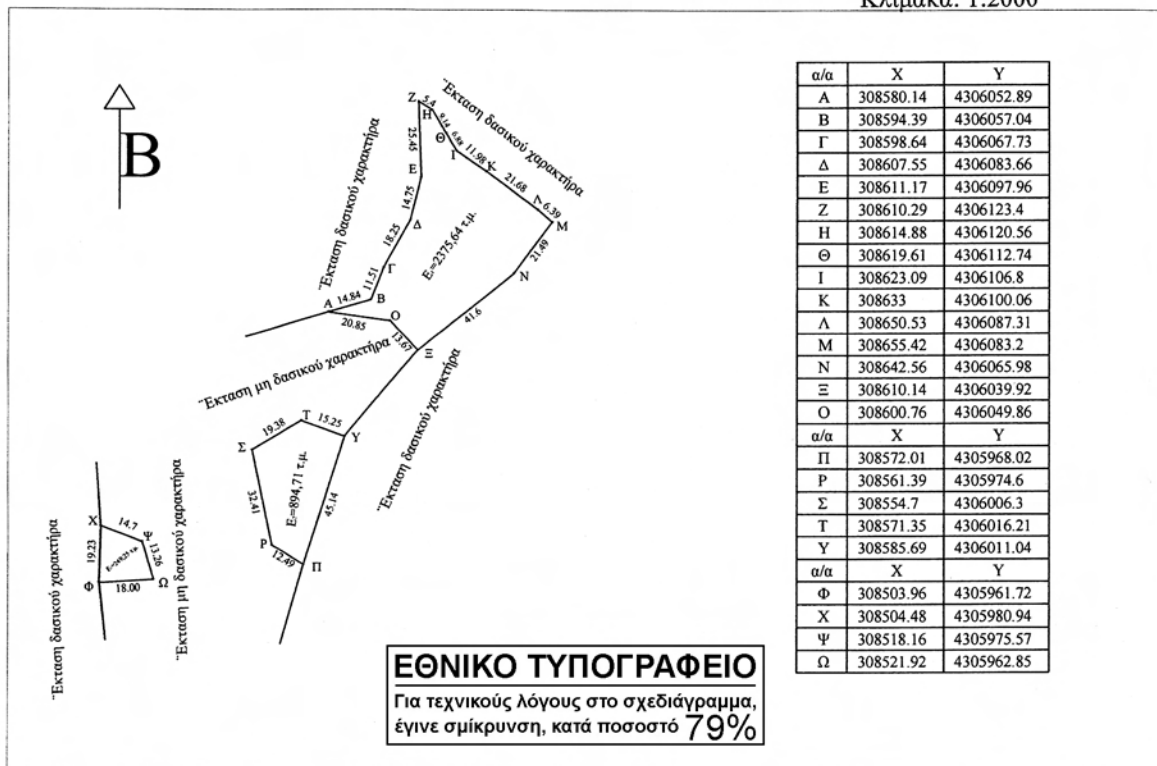 Κλίμακα: 1:2000
Β
Ζ
5.4
Η
9.14
Θ
6.88
Ι
11.98
Κ
21.68
Λ
6.39
Μ
21.49
Ν
41.6
Ξ
13.67
Ο
20.85
Α
14.84
Β
11.51
Γ
18.25
Δ
14.75
Ε
25.45
Ε₁=2375,64 τ.μ.
Έκταση δασικού χαρακτήρα
Έκταση δασικού χαρακτήρα
Έκταση μη δασικού χαρακτήρα
Έκταση δασικού χαρακτήρα
Σ
19.38
Τ
15.25
Υ
45.14
Π
12.49
Ρ
32.41
=894,71 τ.μ.
Χ
14.7
Ψ
13.26
Ω
18.00
Φ
19.23
Έκταση δασικού χαρακτήρα
Έκταση μη δασικού χαρακτήρα
α/α Χ Υ
Α 308580.14 4306052.89
Β 308594.39 4306057.04
Γ 308598.64 4306067.73
Δ 308607.55 4306083.66
Ε 308611.17 4306097.96
Ζ 308610.29 4306123.4
Η 308614.88 4306120.56
Θ 308619.61 4306112.74
Ι 308623.09 4306106.8
Κ 308633 4306100.06
Λ 308650.53 4306087.31
Μ 308655.42 4306083.2
Ν 308642.56 4306065.98
Ξ 308610.14 4306039.92
Ο 308600.76 4306049.86
α/α Χ Υ
Π 308572.01 4305968.02
Ρ 308561.39 4305974.6
Σ 308554.7 4306006.3
Τ 308571.35 4306016.21
Υ 308585.69 4306011.04
α/α Χ Υ
Φ 308503.96 4305961.72
Χ 308504.48 4305980.94
Ψ 308518.16 4305975.57
Ω 308521.92 4305962.85
ΕΘΝΙΚΟ ΤΥΠΟΓΡΑΦΕΙΟ
Για τεχνικούς λόγους στο σχεδιάγραμμα,
έγινε σμίκρυνση, κατά ποσοστό 79%